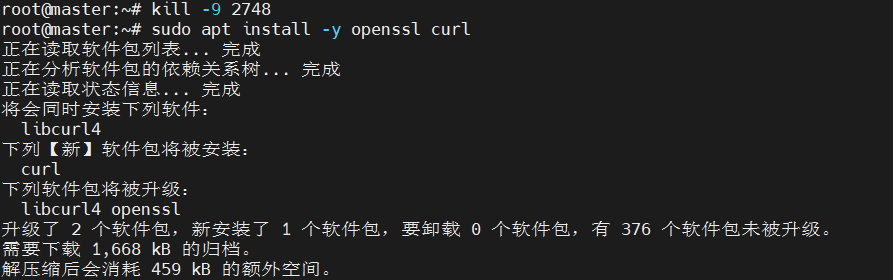 root@master:~# kill -9 2748
root@master:~# sudo apt install -y openssl curl
正在读取软件包列表... 完成
正在分析软件包的依赖关系树... 完成
正在读取状态信息... 完成
将会同时安装下列软件：
  libcurl4
下列【新】软件包将被安装：
  curl
下列软件包将被升级：
  libcurl4 openssl
升级了 2 个软件包，新安装了 1 个软件包，要卸载 0 个软件包，有 376 个软件包未被升级。
需要下载 1,668 kB 的归档。
解压缩后会消耗 459 kB 的额外空间。